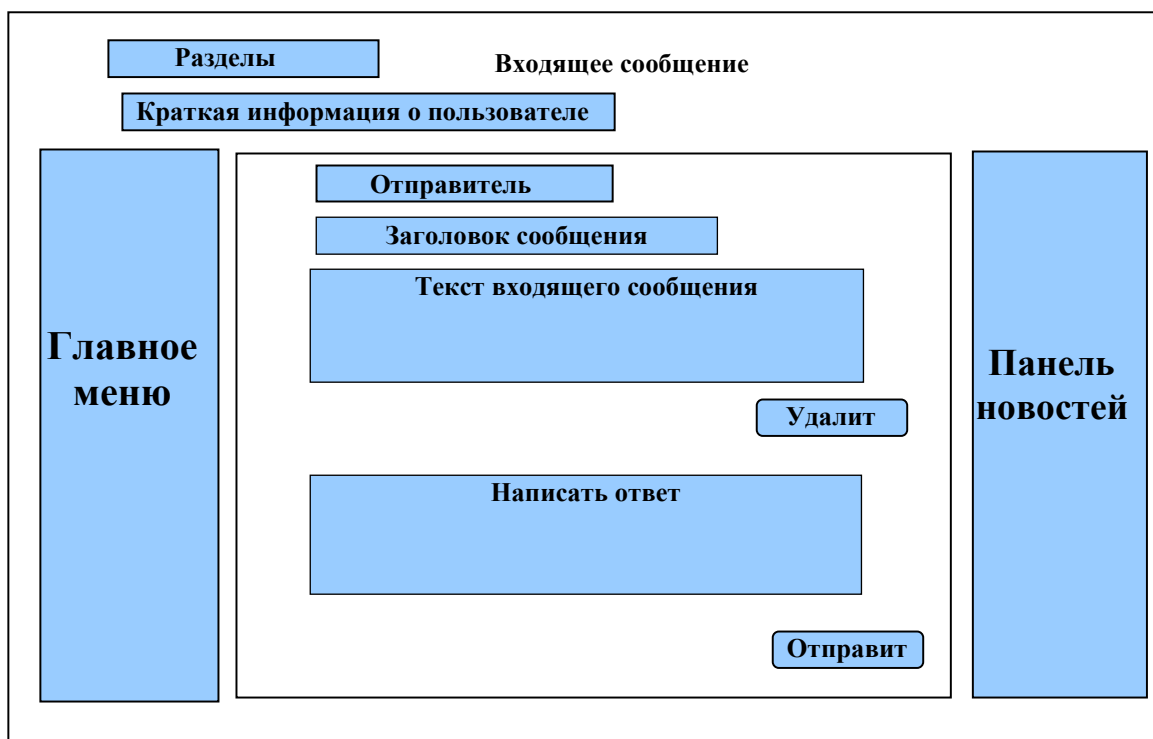 Разделы
Входящее сообщение
Краткая информация о пользователе
Главное
меню
Отправитель
Заголовок сообщения
Текст входящего сообщения
Удалит
Написать ответ
Отправит
Панель
новостей